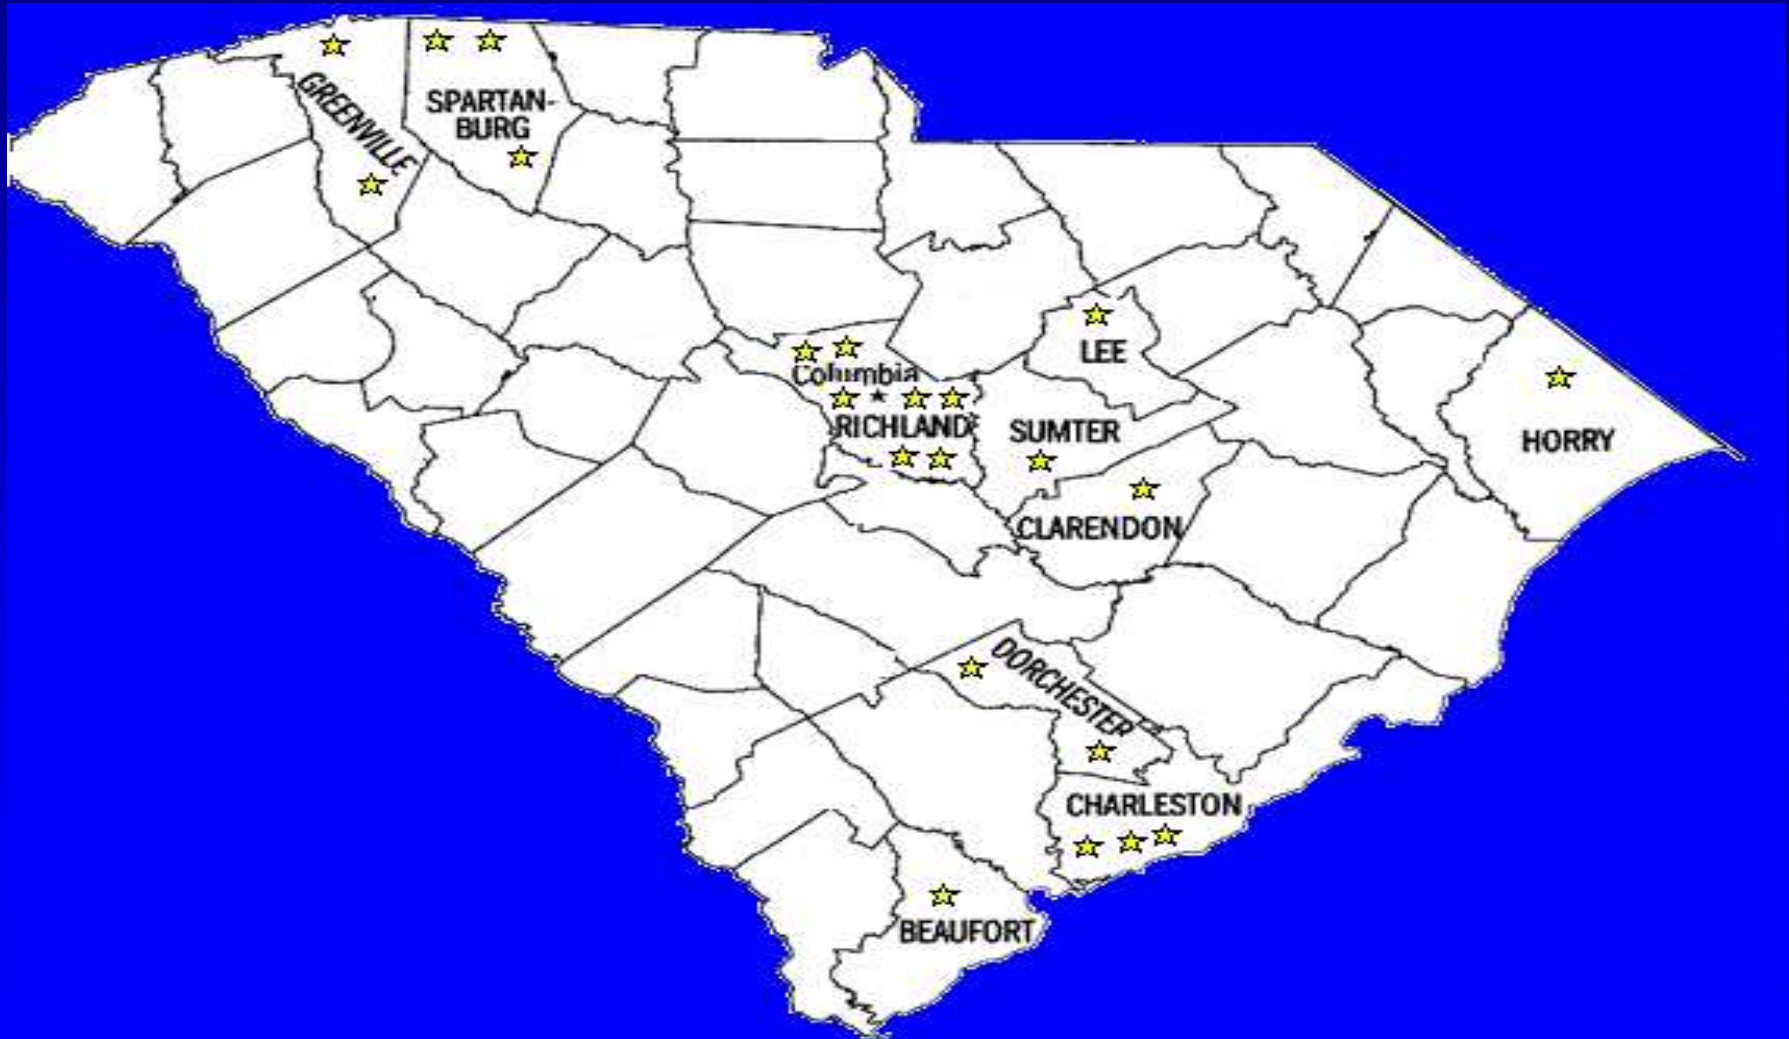 GREENVILLE
SPARTAN-
BURG
LEE
Columbia
RICHLAND
SUMTER
HORRY
CLARENDON
DORCHESTER
CHARLESTON
BEAUFORT